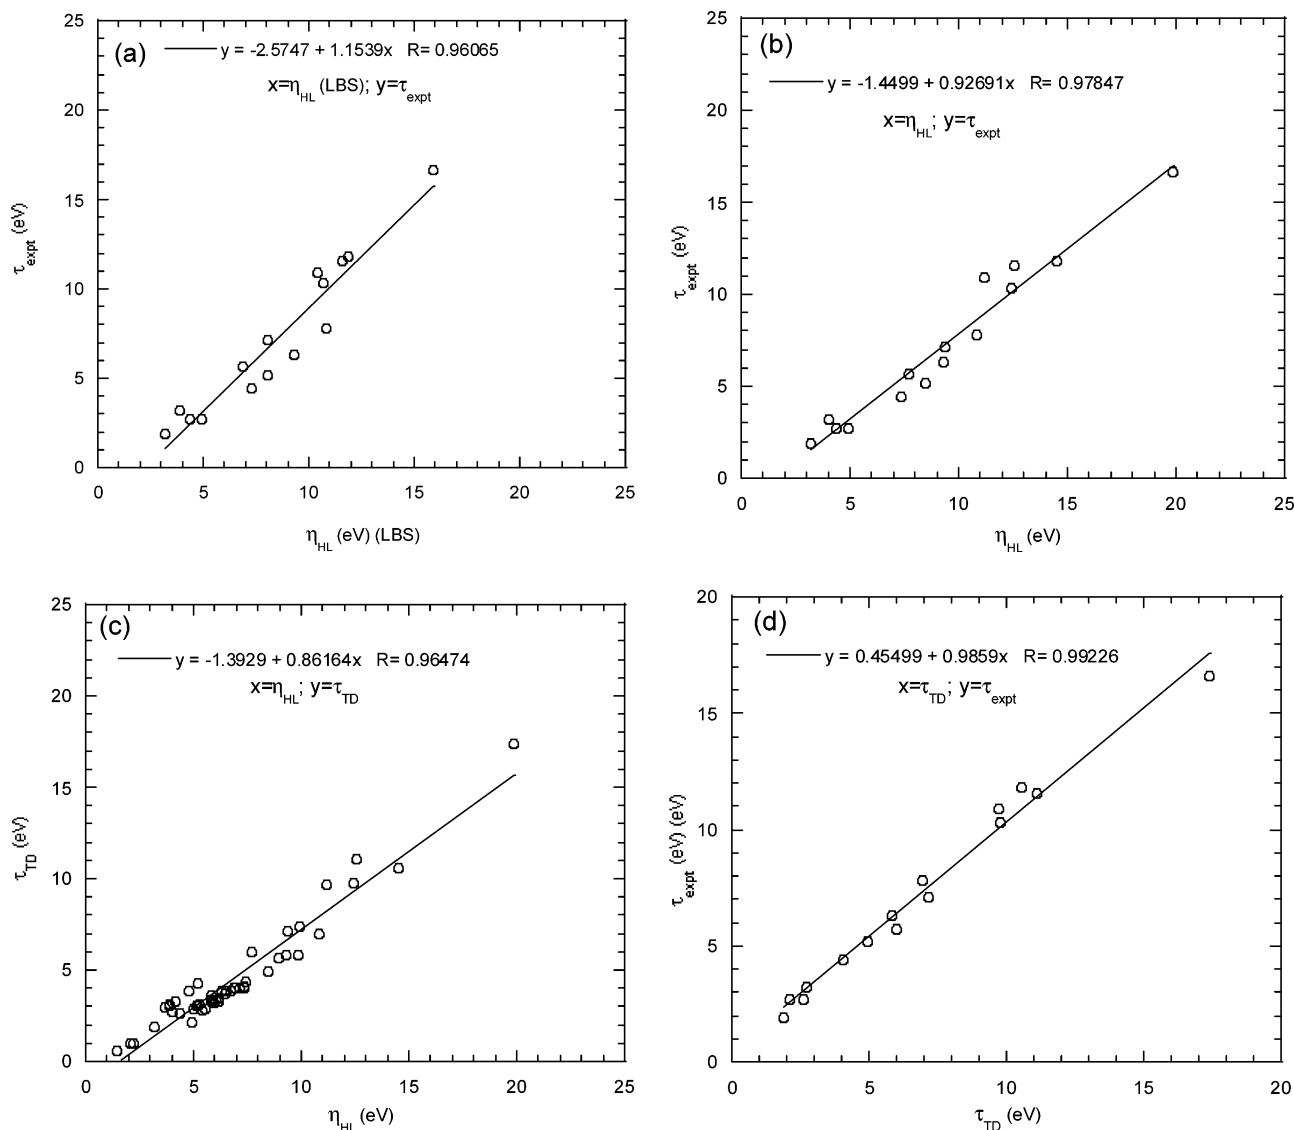 (a)
y = -2.5747 + 1.1539x R= 0.96065
x=η_HL (LBS); y=τ_expt
25
20
15
10
5
0
τ_expt (eV)
0 5 10 15 20 25
η_HL (eV) (LBS)
(b)
y = -1.4499 + 0.92691x R= 0.97847
x=η_HL; y=τ_expt
25
20
15
10
5
0
τ_expt (eV)
0 5 10 15 20 25
η_HL (eV)
(c)
y = -1.3929 + 0.86164x R= 0.96474
x=η_HL; y=τ_TD
25
20
15
10
5
0
τ_TD (eV)
0 5 10 15 20 25
η_HL (eV)
(d)
y = 0.45499 + 0.9859x R= 0.99226
x=τ_TD; y=τ_expt
20
15
10
5
0
τ_expt (eV) (eV)
0 5 10 15 20
τ_TD (eV)